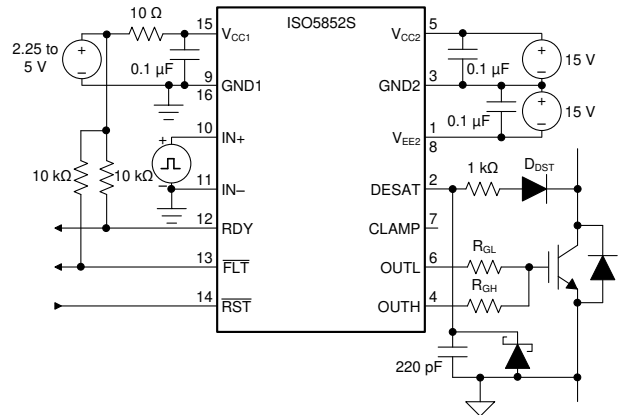 ISO5852S
10 Ω
15
VCC1
2.25 to
5 V
0.1 µF
9
GND1
16
10
IN+
+
−
11
IN−
10 kΩ
10 kΩ
12
RDY
13
FLT
14
RST
5
VCC2
+
−
15 V
0.1 µF
3
GND2
+
−
15 V
0.1 µF
1
VEE2
8
1 kΩ
DDST
DESAT
2
CLAMP
7
OUTL
6
RGL
OUTH
4
RGH
220 pF